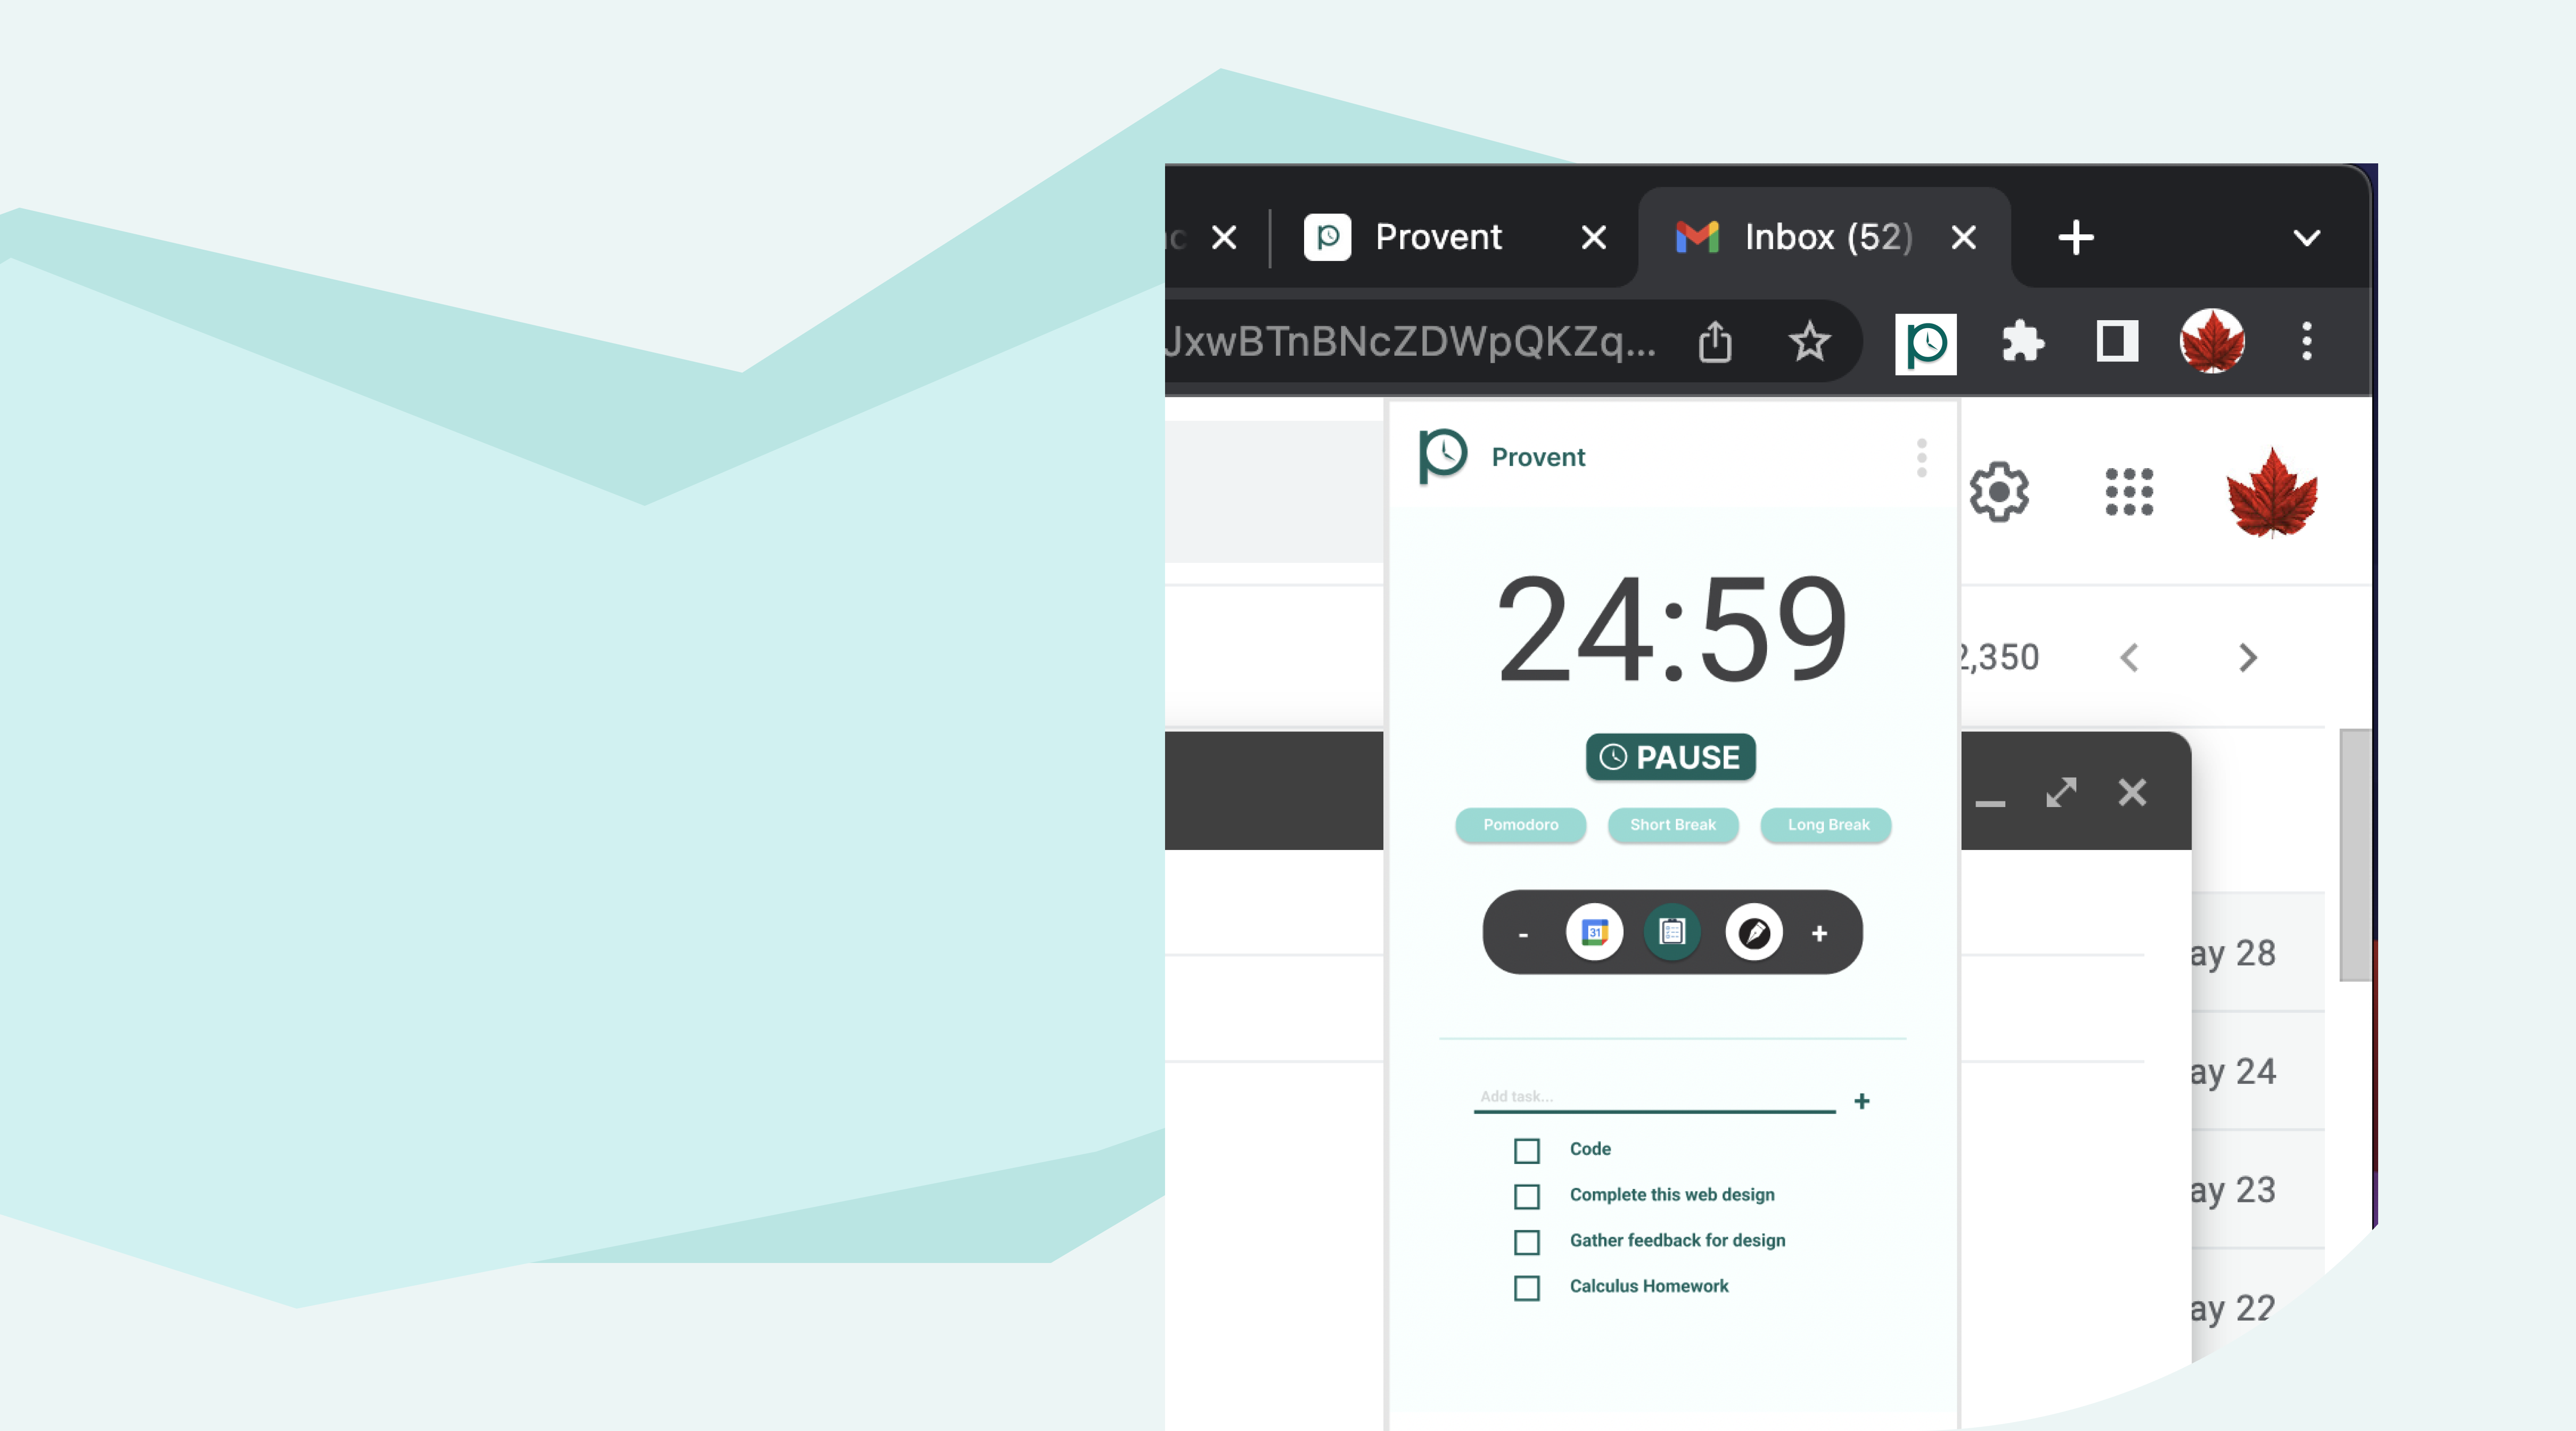 Provent
Inbox (52)
JxwBTnBNcZDWpQKZq...
Provent
24:59
2,350
PAUSE
Pomodoro Short Break Long Break
- 31 +
ay 28
Add task... +
ay 24
Code
Complete this web design
ay 23
Gather feedback for design
Calculus Homework
ay 22